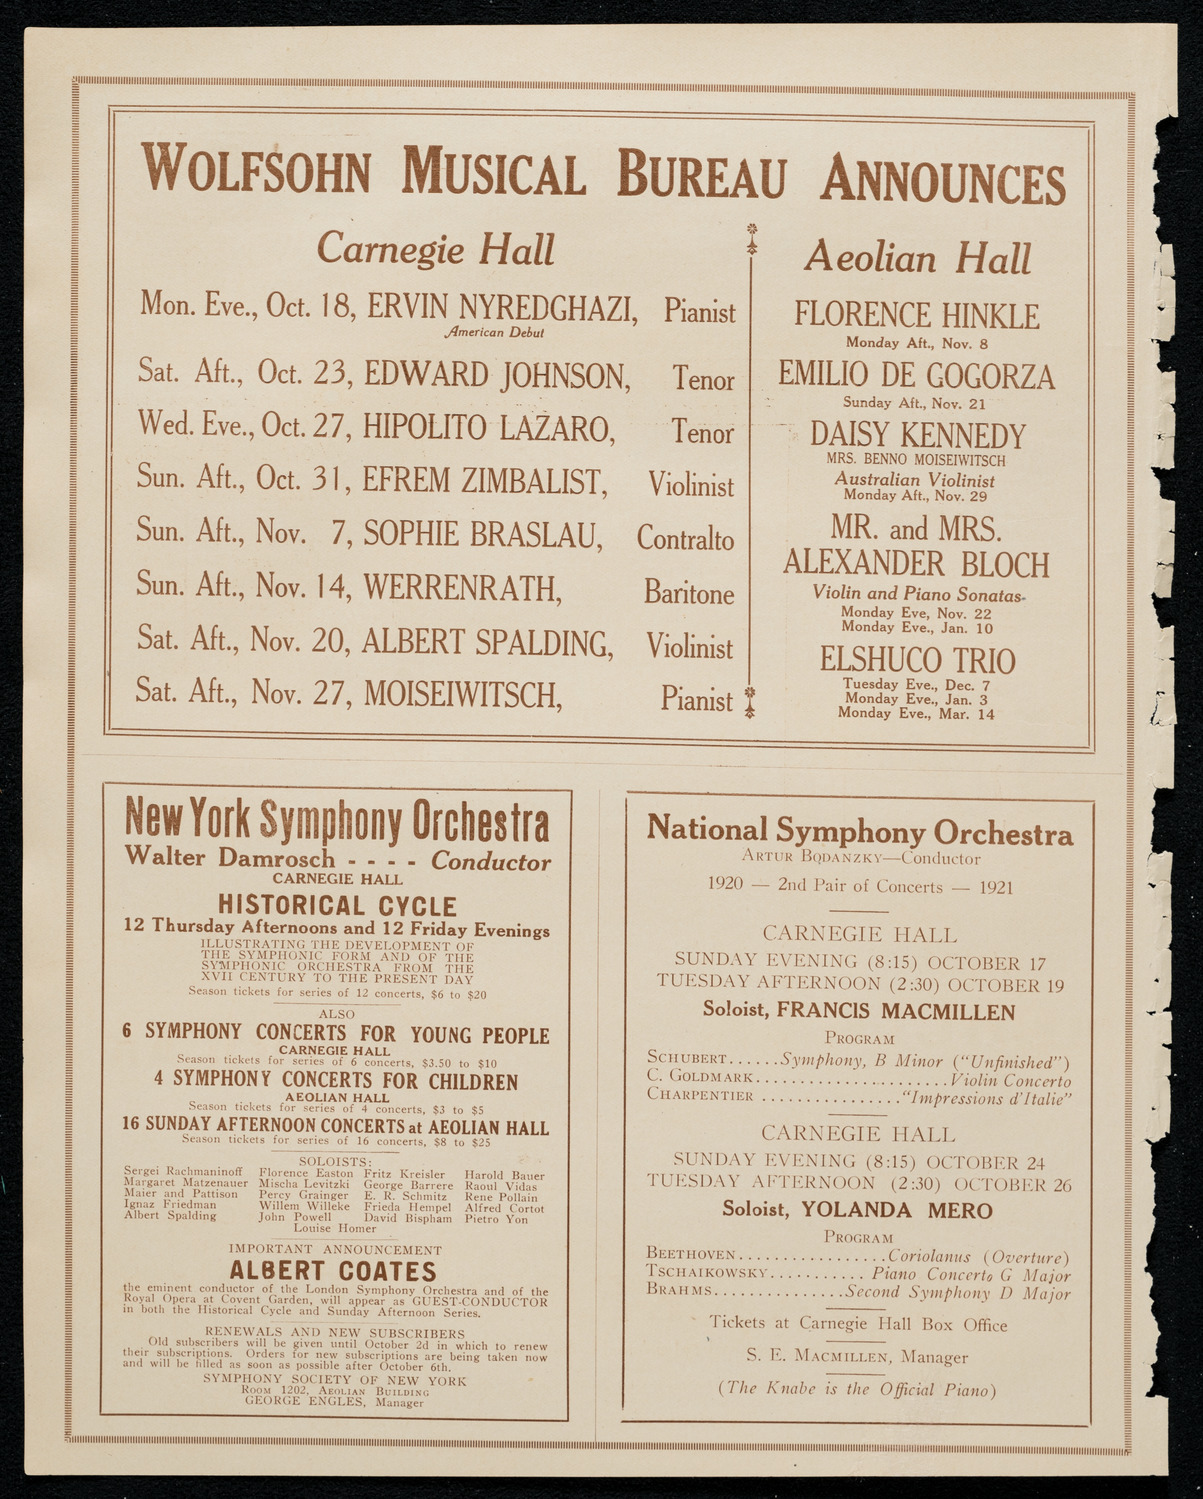 WOLFSOHN MUSICAL BUREAU ANNOUNCES
Carnegie Hall
Mon. Eve., Oct. 18, ERVIN NYREDGHAZI, Pianist
American Debut
Sat. Aft., Oct. 23, EDWARD JOHNSON, Tenor
Wed. Eve., Oct. 27, HIPOLITO LAZARO, Tenor
Sun. Aft., Oct. 31, EFREM ZIMBALIST, Violinist
Sun. Aft., Nov. 7, SOPHIE BRASLAU, Contralto
Sun. Aft., Nov. 14, WERRENRATH, Baritone
Sat. Aft., Nov. 20, ALBERT SPALDING, Violinist
Sat. Aft., Nov. 27, MOISEIWITSCH, Pianist
Aeolian Hall
FLORENCE HINKLE
Monday Aft., Nov. 8
EMILIO DE GOGORZA
Sunday Aft., Nov. 21
DAISY KENNEDY
MRS. BENNO MOISEIWITSCH
Australian Violinist
Monday Aft., Nov. 29
MR. and MRS.
ALEXANDER BLOCH
Violin and Piano Sonatas
Monday Eve, Nov. 22
Monday Eve., Jan. 10
ELSHUCO TRIO
Tuesday Eve., Dec. 7
Monday Eve., Jan. 3
Monday Eve., Mar. 14
New York Symphony Orchestra
Walter Damrosch - - - - Conductor
CARNEGIE HALL
HISTORICAL CYCLE
12 Thursday Afternoons and 12 Friday Evenings
ILLUSTRATING THE DEVELOPMENT OF
THE SYMPHONIC FORM AND OF THE
SYMPHONIC ORCHESTRA FROM THE
XVII CENTURY TO THE PRESENT DAY
Season tickets for series of 12 concerts, $6 to $20
ALSO
6 SYMPHONY CONCERTS FOR YOUNG PEOPLE
CARNEGIE HALL
Season tickets for series of 6 concerts, $3.50 to $10
4 SYMPHONY CONCERTS FOR CHILDREN
AEOLIAN HALL
Season tickets for series of 4 concerts, $3 to $5
16 SUNDAY AFTERNOON CONCERTS at AEOLIAN HALL
Season tickets for series of 16 concerts, $8 to $25
SOLOISTS:
Sergei Rachmaninoff Florence Easton Fritz Kreisler Harold Bauer
Margaret Matzenauer Mischa Levitzki George Barrere Raoul Vidas
Maier and Pattison Percy Grainger E. R. Schmitz Rene Pollain
Ignaz Friedman Willem Willeke Frieda Hempel Alfred Cortot
Albert Spalding John Powell David Bispham Pietro Yon
Louise Homer
IMPORTANT ANNOUNCEMENT
ALBERT COATES
the eminent conductor of the London Symphony Orchestra and of the
Royal Opera at Covent Garden, will appear as GUEST-CONDUCTOR
in both the Historical Cycle and Sunday Afternoon Series.
RENEWALS AND NEW SUBSCRIBERS
Old subscribers will be given until October 2d in which to renew
their subscriptions. Orders for new subscriptions are being taken now
and will be filled as soon as possible after October 6th.
SYMPHONY SOCIETY OF NEW YORK
ROOM 1202, AEOLIAN BUILDING
GEORGE ENGLES, Manager
National Symphony Orchestra
ARTUR BODANZKY—Conductor
1920 — 2nd Pair of Concerts — 1921
CARNEGIE HALL
SUNDAY EVENING (8:15) OCTOBER 17
TUESDAY AFTERNOON (2:30) OCTOBER 19
Soloist, FRANCIS MACMILLEN
PROGRAM
SCHUBERT......Symphony, B Minor ("Unfinished")
C. GOLDMARK........................Violin Concerto
CHARPENTIER ................"Impressions d'Italie"
CARNEGIE HALL
SUNDAY EVENING (8:15) OCTOBER 24
TUESDAY AFTERNOON (2:30) OCTOBER 26
Soloist, YOLANDA MERO
PROGRAM
BEETHOVEN.................Coriolanus (Overture)
TSCHAIKOWSKY........... Piano Concerto G Major
BRAHMS...............Second Symphony D Major
Tickets at Carnegie Hall Box Office
S. E. MACMILLEN, Manager
(The Knabe is the Official Piano)